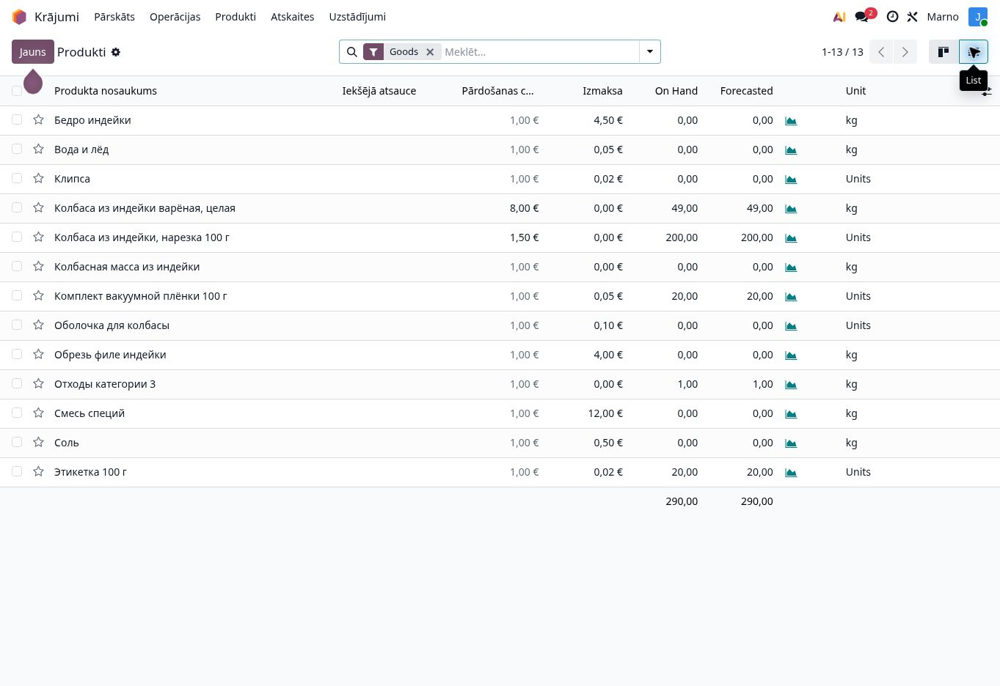 Krājumi Pārskāts Operācijas Produkti Atskaites Uzstādījumi AI 2 Marno J
Jauns Produkti Goods Meklēt... 1-13 / 13
List
Produkta nosaukums Iekšējā atsauce Pārdošanas c... Izmaksa On Hand Forecasted Unit
Бедро индейки 1,00 € 4,50 € 0,00 0,00 kg
Вода и лёд 1,00 € 0,05 € 0,00 0,00 kg
Клипса 1,00 € 0,02 € 0,00 0,00 Units
Колбаса из индейки варёная, целая 8,00 € 0,00 € 49,00 49,00 kg
Колбаса из индейки, нарезка 100 г 1,50 € 0,00 € 200,00 200,00 Units
Колбасная масса из индейки 1,00 € 0,00 € 0,00 0,00 kg
Комплект вакуумной плёнки 100 г 1,00 € 0,05 € 20,00 20,00 Units
Оболочка для колбасы 1,00 € 0,10 € 0,00 0,00 Units
Обрезь филе индейки 1,00 € 4,00 € 0,00 0,00 kg
Отходы категории 3 1,00 € 0,00 € 1,00 1,00 kg
Смесь специй 1,00 € 12,00 € 0,00 0,00 kg
Соль 1,00 € 0,50 € 0,00 0,00 kg
Этикетка 100 г 1,00 € 0,02 € 20,00 20,00 Units
290,00 290,00